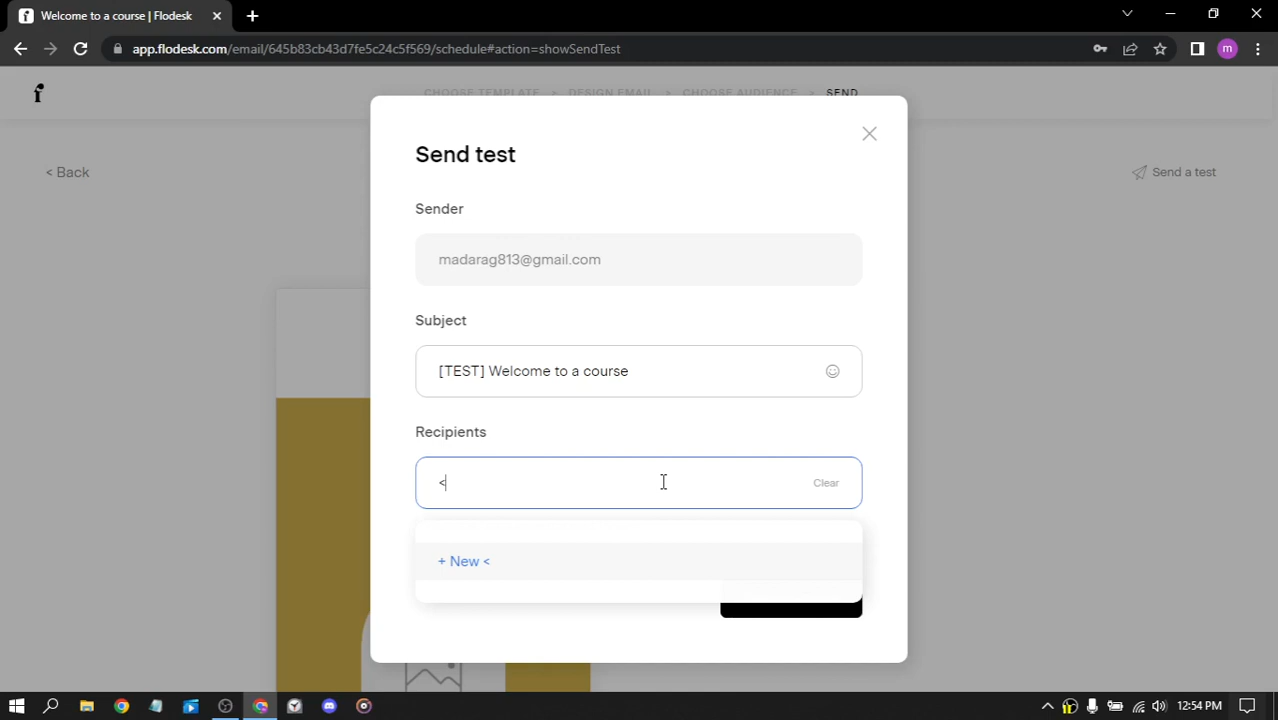 Welcome to a course | Flodesk
app.flodesk.com/email/645b83cb43d7fe5c24c5f569/schedule#action=showSendTest
m
CHOOSE TEMPLATE > DESIGN EMAIL > CHOOSE AUDIENCE > SEND
< Back
Send a test
Send test
Sender
madarag813@gmail.com
Subject
[TEST] Welcome to a course
Recipients
<
Clear
+ New <
12:54 PM